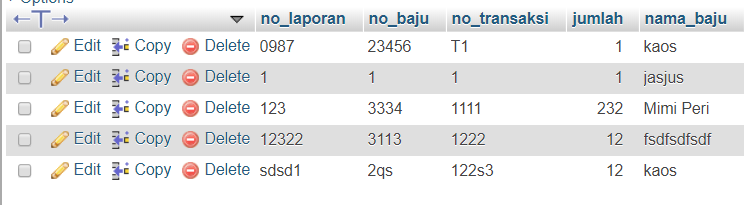 Options
no_laporan no_baju no_transaksi jumlah nama_baju
Edit Copy Delete 0987 23456 T1 1 kaos
Edit Copy Delete 1 1 1 1 jasjus
Edit Copy Delete 123 3334 1111 232 Mimi Peri
Edit Copy Delete 12322 3113 1222 12 fsdfsdfsdf
Edit Copy Delete sdsd1 2qs 122s3 12 kaos